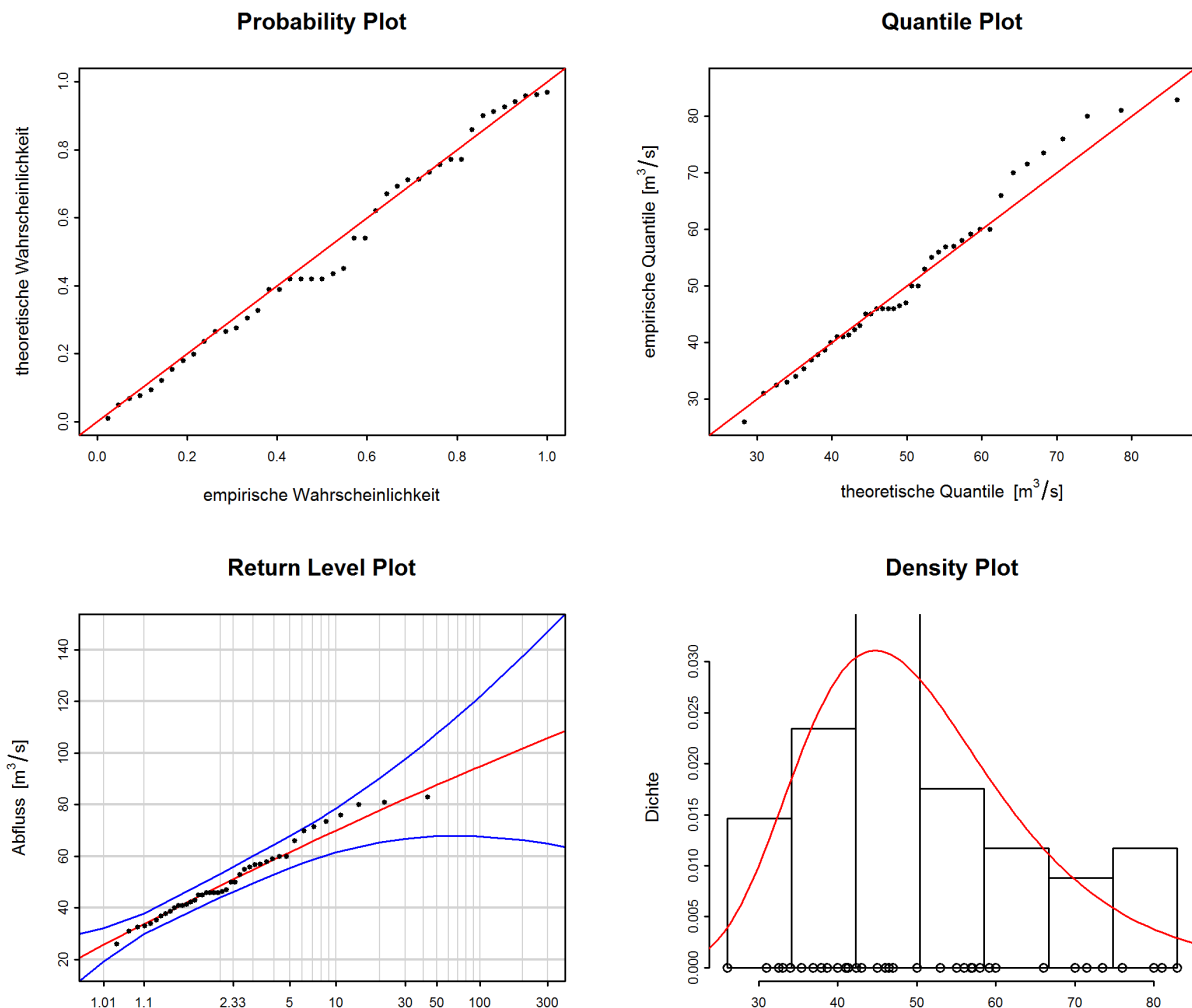 Probability Plot
theoretische Wahrscheinlichkeit
1.0
0.8
0.6
0.4
0.2
0.0
0.0 0.2 0.4 0.6 0.8 1.0
empirische Wahrscheinlichkeit
Quantile Plot
empirische Quantile [m³/s]
80
70
60
50
40
30
30 40 50 60 70 80
theoretische Quantile [m³/s]
Return Level Plot
Abfluss [m³/s]
140
120
100
80
60
40
20
1.01 1.1 2.33 5 10 30 50 100 300
Density Plot
Dichte
0.030
0.025
0.020
0.015
0.010
0.005
0.000
30 40 50 60 70 80